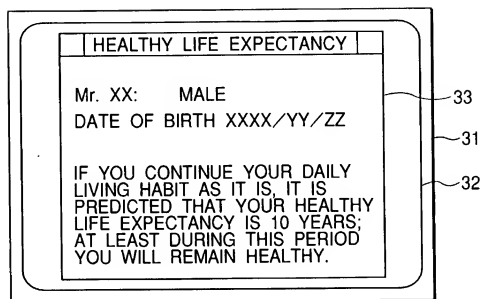 HEALTHY LIFE EXPECTANCY
Mr. XX: MALE
DATE OF BIRTH XXXX/YY/ZZ
IF YOU CONTINUE YOUR DAILY
LIVING HABIT AS IT IS, IT IS
PREDICTED THAT YOUR HEALTHY
LIFE EXPECTANCY IS 10 YEARS;
AT LEAST DURING THIS PERIOD
YOU WILL REMAIN HEALTHY.
33
31
32